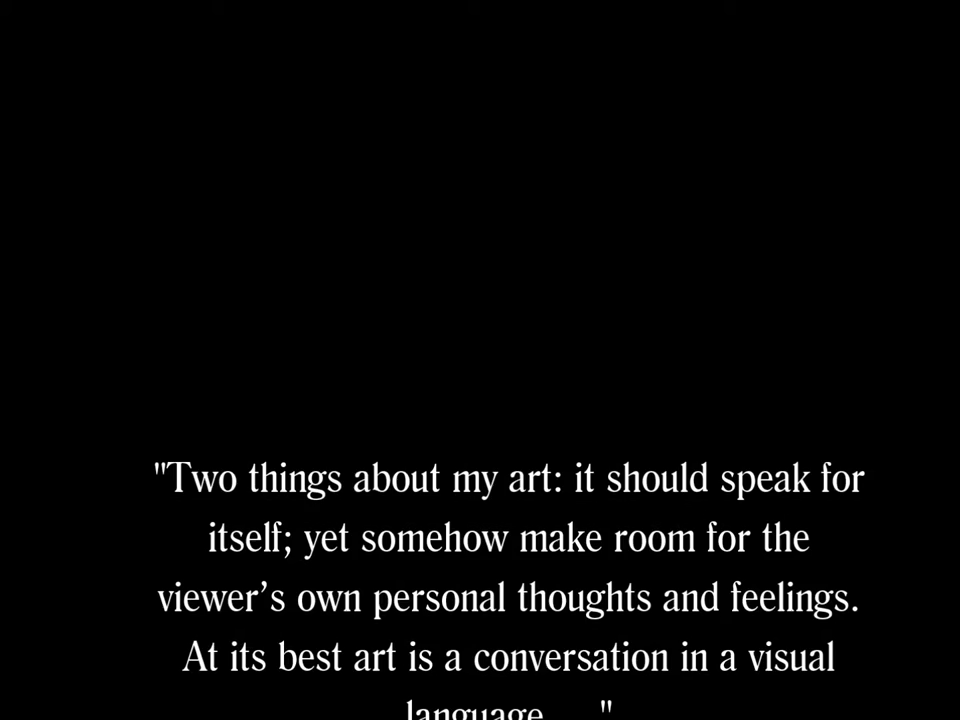 "Two things about my art: it should speak for
itself; yet somehow make room for the
viewer’s own personal thoughts and feelings.
At its best art is a conversation in a visual
language...."